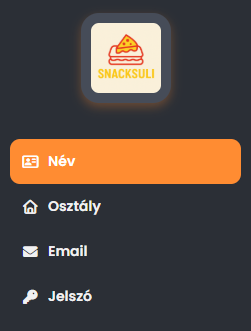 SNACKSULI
Név
Osztály
Email
Jelszó